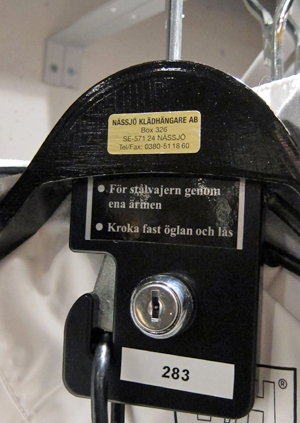 NÄSSJÖ KLÄDHÄNGARE AB
Box 326
SE-571 24 NÄSSJÖ
Tel/Fax: 0380-51 18 60
● För stålvajern genom
ena ärmen
● Kroka fast öglan och lås
283